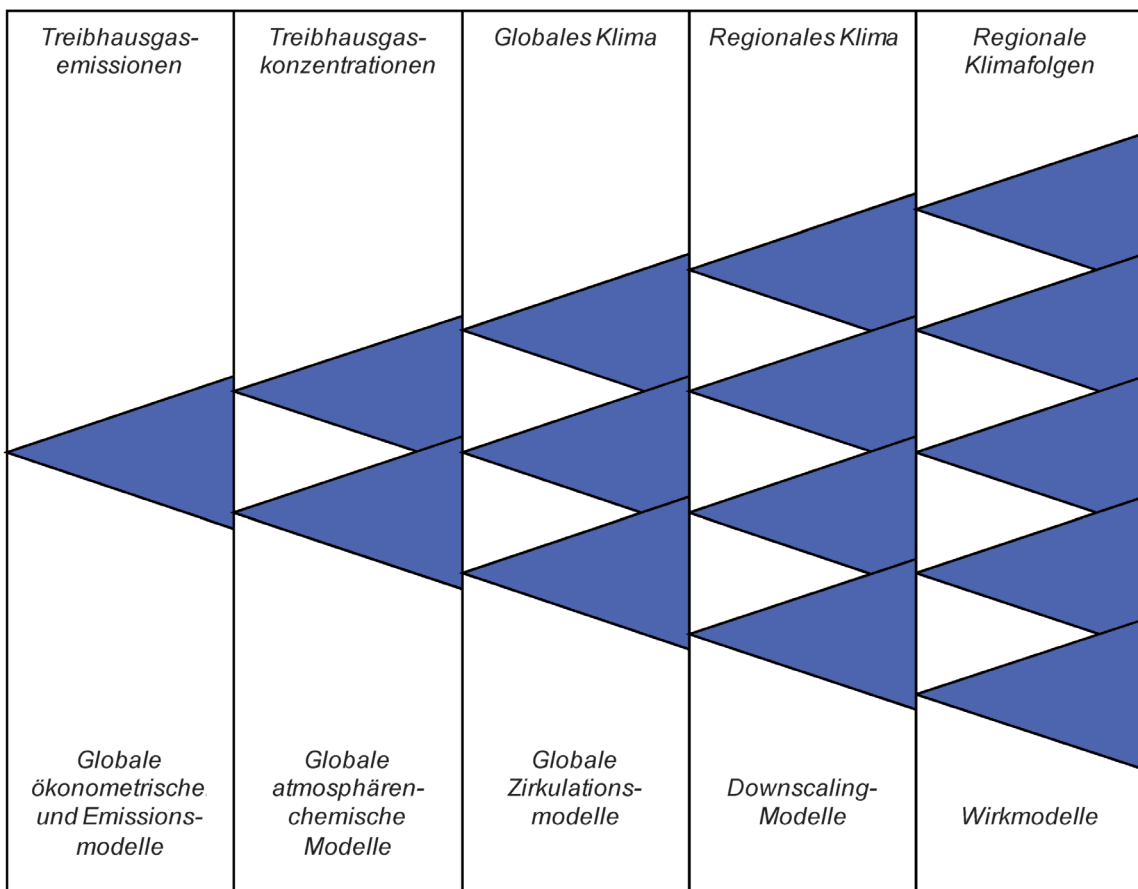 Treibhausgas-
emissionen
Treibhausgas-
konzentrationen
Globales Klima
Regionales Klima
Regionale
Klimafolgen
Globale
ökonometrische
und Emissions-
modelle
Globale
atmosphären-
chemische
Modelle
Globale
Zirkulations-
modelle
Downscaling-
Modelle
Wirkmodelle